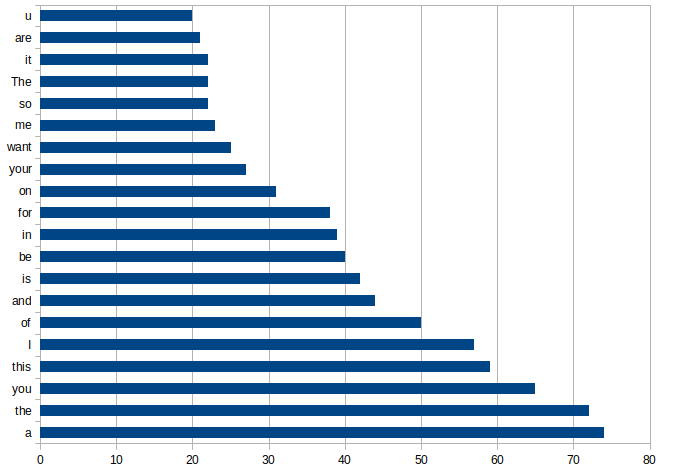 u
are
it
The
so
me
want
your
on
for
in
be
is
and
of
I
this
you
the
a
0 10 20 30 40 50 60 70 80